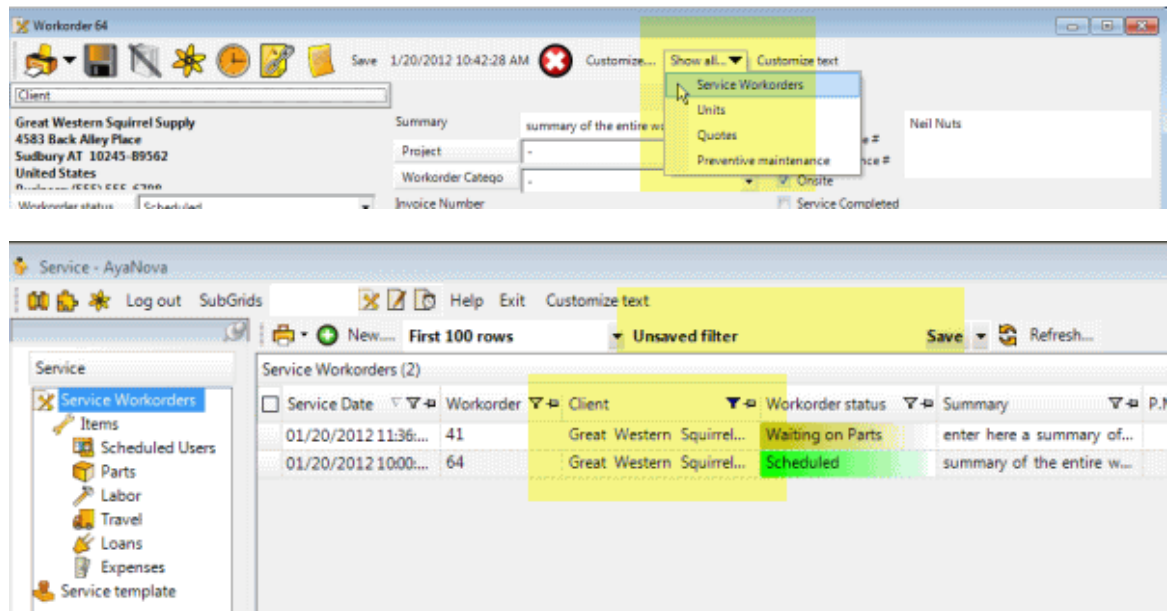 Workorder 64
Save 1/20/2012 10:42:28 AM Customize... Show all... Customize text
Client
Service Workorders
Units
Quotes
Preventive maintenance
Great Western Squirrel Supply
4583 Back Alley Place
Sudbury AT 10245-89562
United States
Summary summary of the entire
Neil Nuts
Project -
Workorder Catego -
Onsite
Workorder status Scheduled
Invoice Number
Service Completed
Service - AyaNova
Log out SubGrids Help Exit Customize text
New.... First 100 rows Unsaved filter Save Refresh...
Service
Service Workorders (2)
Service Workorders
Items
Scheduled Users
Parts
Labor
Travel
Loans
Expenses
Service template
Service Date Workorder Client Workorder status Summary
01/20/2012 11:36:... 41 Great Western Squirrel... Waiting on Parts enter here a summary of...
01/20/2012 10:00:... 64 Great Western Squirrel... Scheduled summary of the entire w...